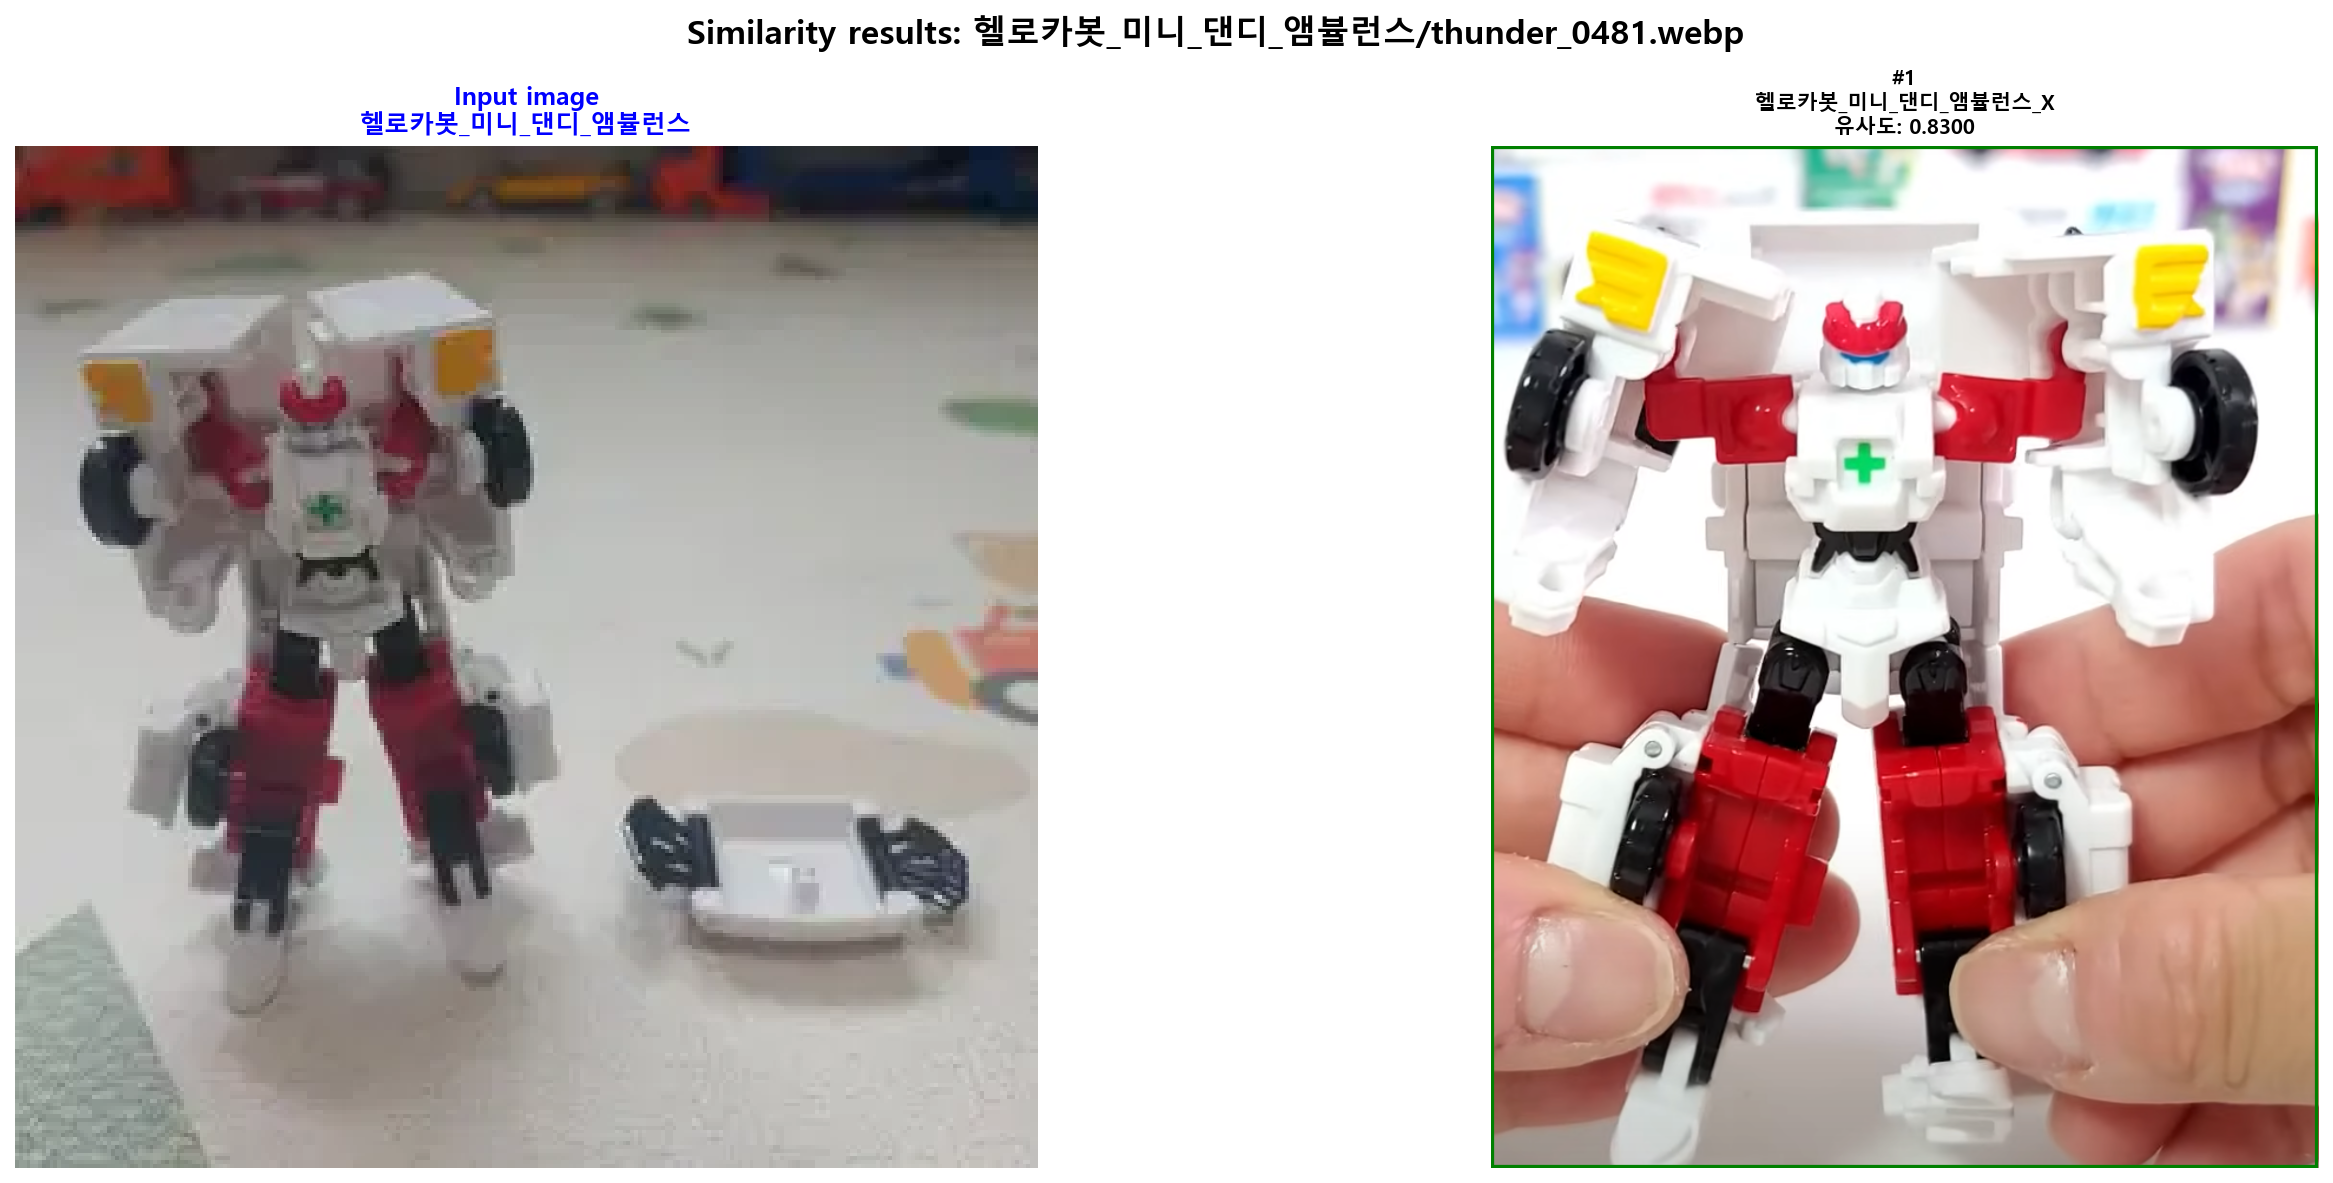 Similarity results: 헬로카봇_미니_댄디_앰뷸런스/thunder_0481.webp
Input image
헬로카봇_미니_댄디_앰뷸런스
#1
헬로카봇_미니_댄디_앰뷸런스_X
유사도: 0.8300